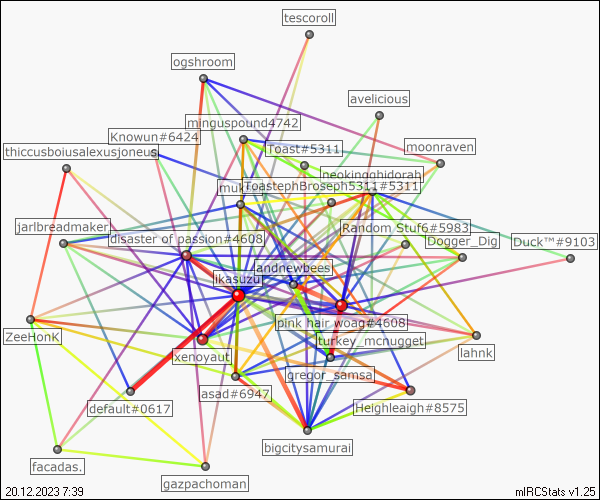 tescoroll
ogshroom
avelicious
minguspound4742
Knowun#6424
Toast#5311
moonraven
thiccusboiusalexusjoneus
neokingghidorah
ToastephBroseph5311#5311
jarlbreadmaker
Random Stuf6#5983
disaster of passion#4608
Dogger_Dig
Duck™#9103
andnewbees
ikasuzu
pink hair woag#4608
ZeeHonK
turkey_mcnugget
xenoyaut
lahnk
gregor_samsa
asad#6947
default#0617
Heighleaigh#8575
bigcitysamurai
facadas.
gazpachoman
20.12.2023 7:39
mIRCStats v1.25